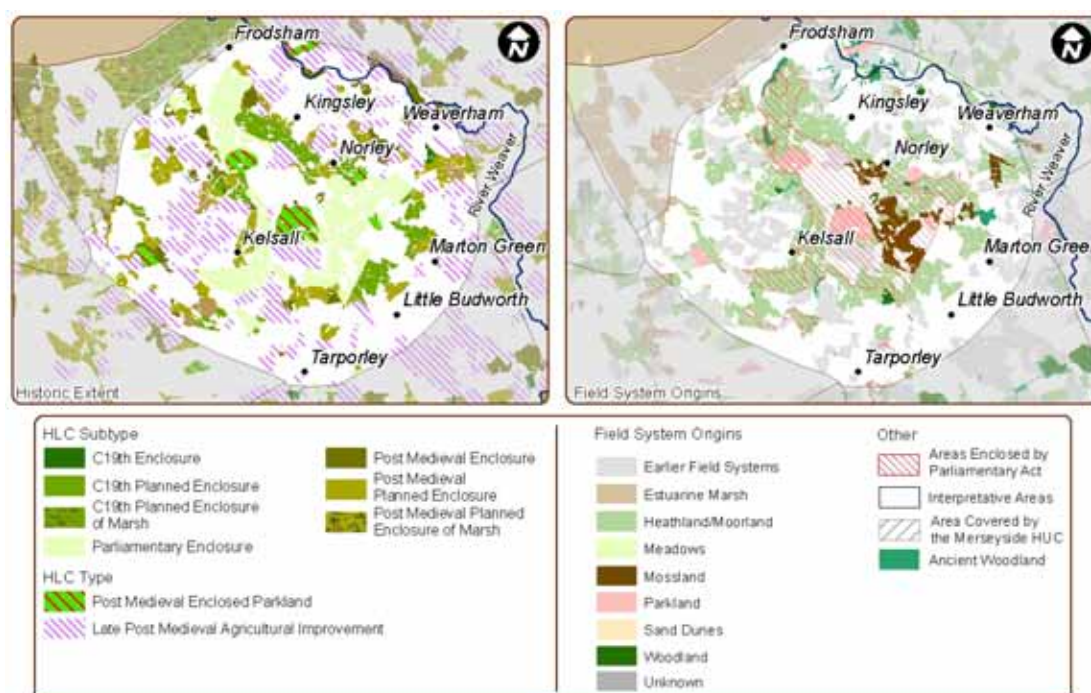 Frodsham
N
Kingsley
Weaverham
Norley
River Weaver
Kelsall
Marton Green
Little Budworth
Tarporley
Historic Extent
Frodsham
N
Kingsley
Weaverham
Norley
River Weaver
Kelsall
Marton Green
Little Budworth
Tarporley
Field System Origins
HLC Subtype
C19th Enclosure
C19th Planned Enclosure
C19th Planned Enclosure
of Marsh
Parliamentary Enclosure
Post Medieval Enclosure
Post Medieval
Planned Enclosure
Post Medieval Planned
Enclosure of Marsh
HLC Type
Post Medieval Enclosed Parkland
Late Post Medieval Agricultural Improvement
Field System Origins
Earlier Field Systems
Estuarine Marsh
Heathland/Moorland
Meadows
Mossland
Parkland
Sand Dunes
Woodland
Unknown
Other
Areas Enclosed by
Parliamentary Act
Interpretative Areas
Area Covered by
the Merseyside HUC
Ancient Woodland